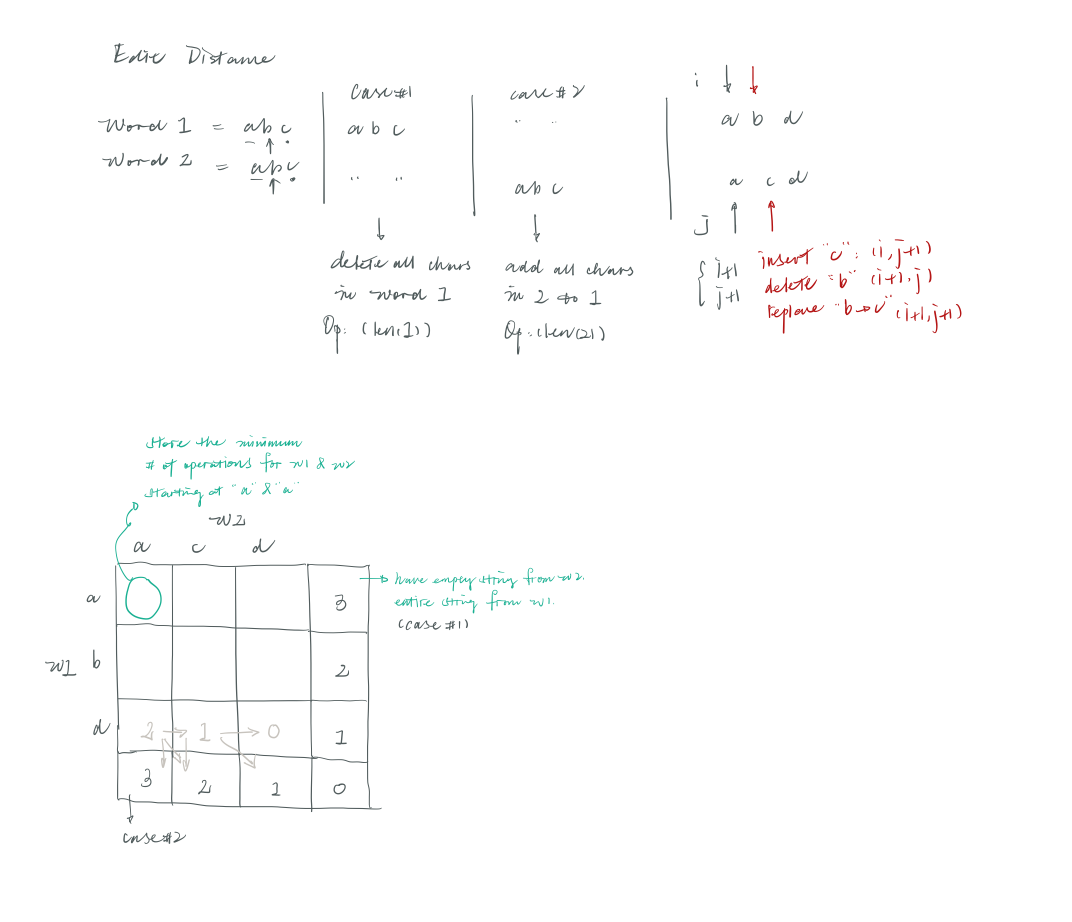 Edit Distance
Word 1 = abc
Word 2 = abc
case#1
abc
" "
delete all chars
in word 1
Op: (len(1))
case #2
" "
abc
add all chars
in 2 to 1
Op: (len(2))
i
a b d
a c d
j
{ i+1
j+1
insert "c": (i, j+1)
delete "b" (i+1, j)
replace "b→c" (i+1, j+1)
store the minimum
# of operations for w1 & w2
starting at "a" & "a"
w2
a c d
a 3
w1 b 2
d 2 1 0 1
3 2 1 0
→ have empty string from w2.
entire string from w1.
(case #1)
case#2